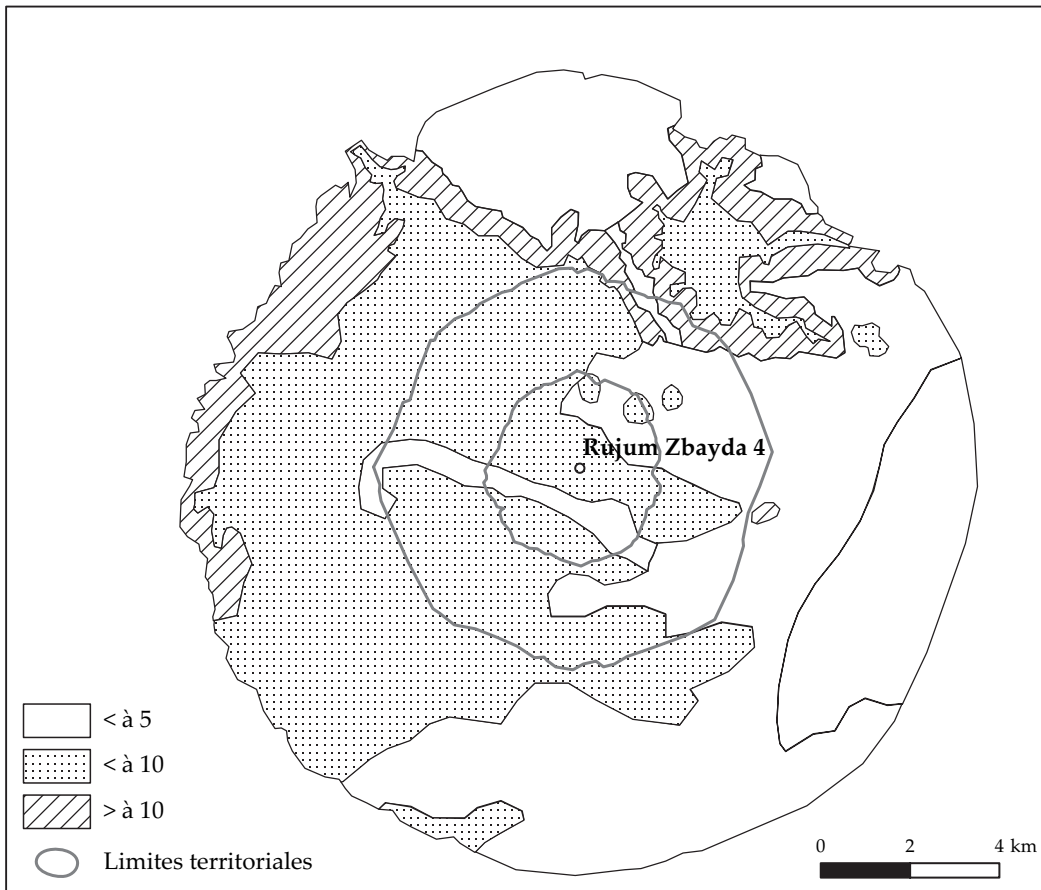 Rujum Zbayda 4
< à 5
< à 10
> à 10
Limites territoriales
0 2 4 km